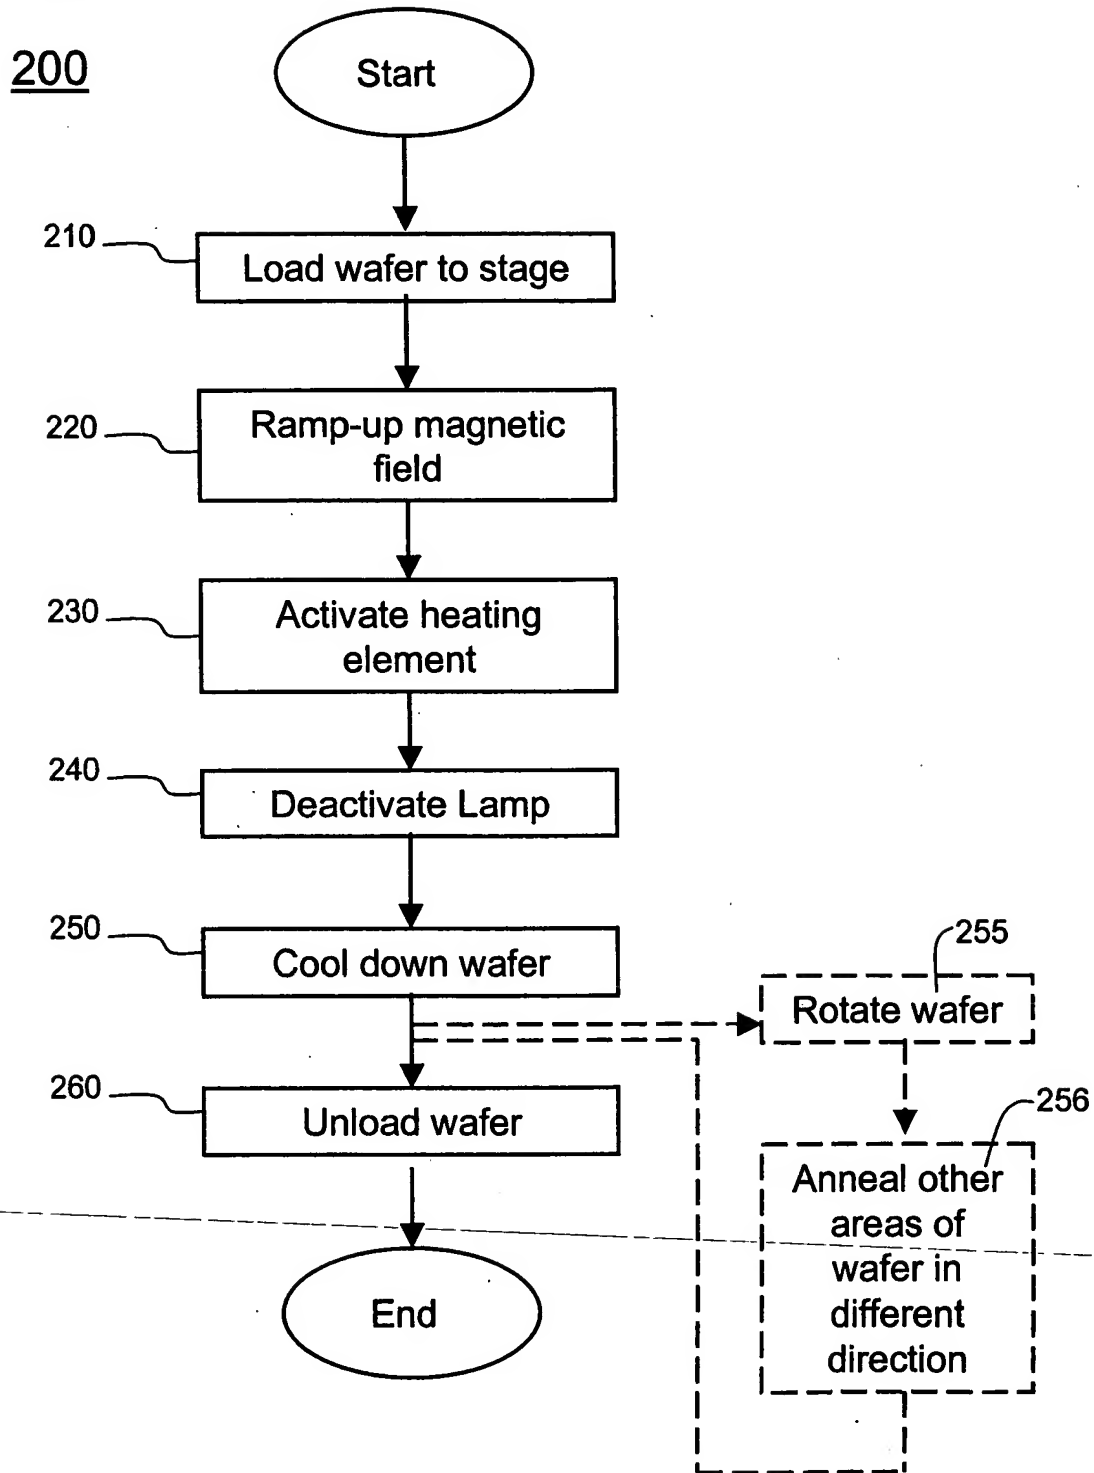 200
Start
210
Load wafer to stage
220
Ramp-up magnetic
field
230
Activate heating
element
240
Deactivate Lamp
250
Cool down wafer
255
Rotate wafer
260
Unload wafer
256
Anneal other
areas of
wafer in
different
direction
End